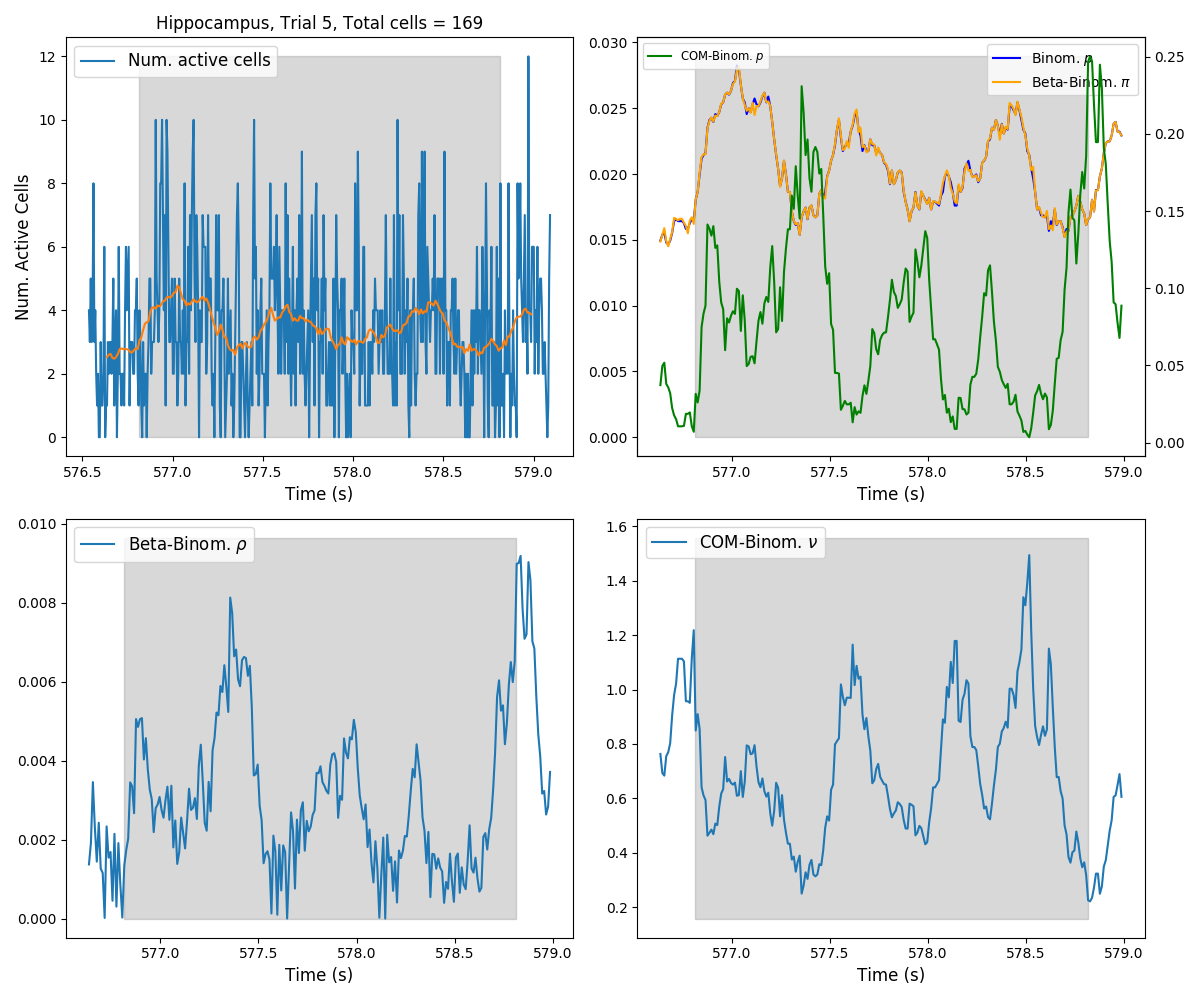 Hippocampus, Trial 5, Total cells = 169
Num. active cells
Num. Active Cells
12
10
8
6
4
2
0
576.5 577.0 577.5 578.0 578.5 579.0
Time (s)
COM-Binom. p
Binom. p
Beta-Binom. π
0.030
0.025
0.020
0.015
0.010
0.005
0.000
0.25
0.20
0.15
0.10
0.05
0.00
577.0 577.5 578.0 578.5 579.0
Time (s)
Beta-Binom. ρ
0.010
0.008
0.006
0.004
0.002
0.000
577.0 577.5 578.0 578.5 579.0
Time (s)
COM-Binom. ν
1.6
1.4
1.2
1.0
0.8
0.6
0.4
0.2
577.0 577.5 578.0 578.5 579.0
Time (s)